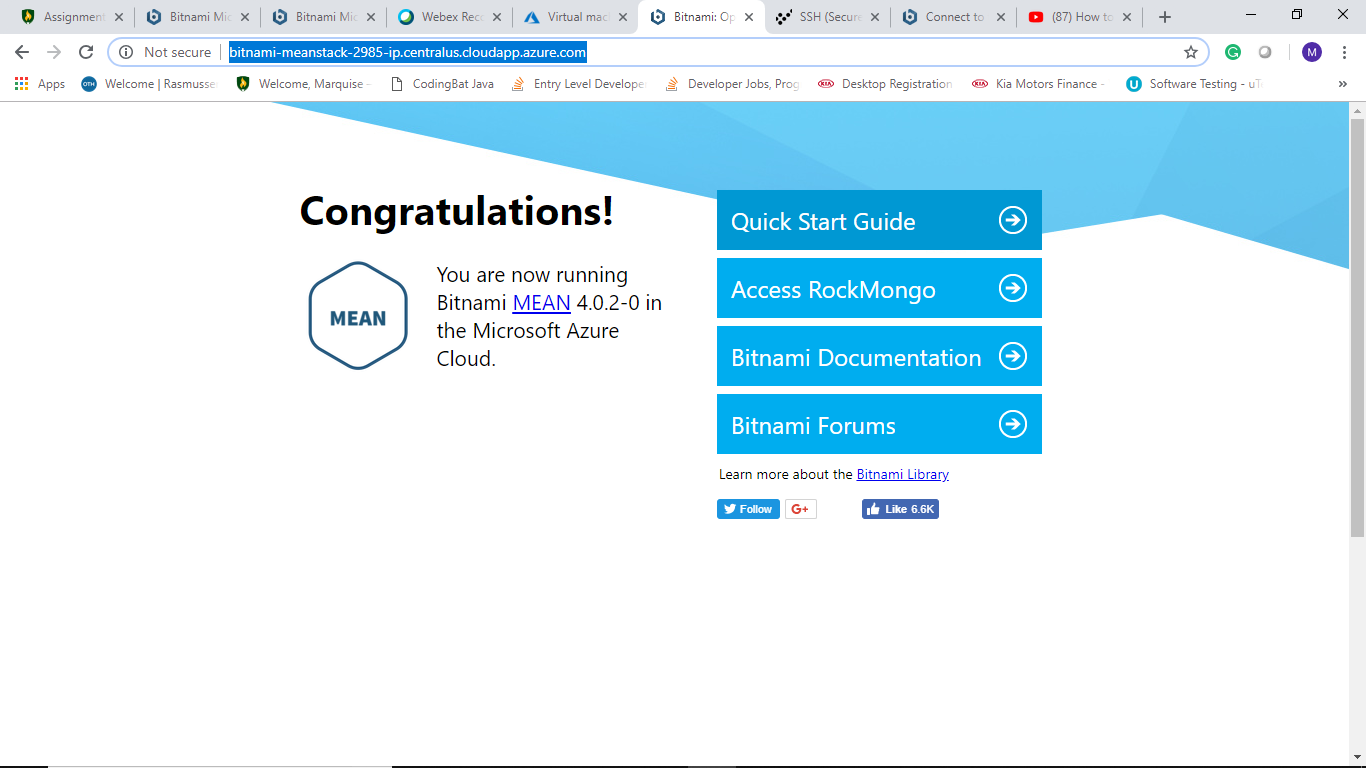 Assignment
Bitnami Mic
Bitnami Mic
Webex Reco
Virtual mac
Bitnami: Op
SSH (Secure
Connect to
(87) How to
Not secure
bitnami-meanstack-2985-ip.centralus.cloudapp.azure.com
M
Apps
OTH
Welcome | Rasmusse
Welcome, Marquise -
CodingBat Java
Entry Level Develope
Developer Jobs, Prog
KIA
Desktop Registration
KIA
Kia Motors Finance -
U
Software Testing - uT
»
Congratulations!
MEAN
You are now running
Bitnami MEAN 4.0.2-0 in
the Microsoft Azure
Cloud.
Quick Start Guide
Access RockMongo
Bitnami Documentation
Bitnami Forums
Learn more about the Bitnami Library
Follow
G+
Like 6.6K